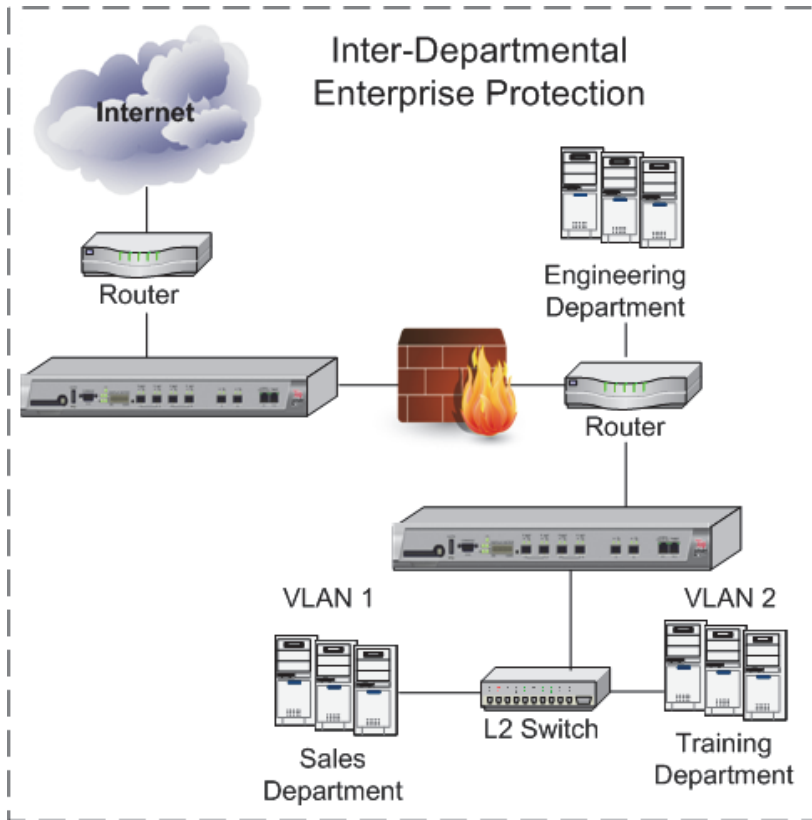 Inter-Departmental
Enterprise Protection
Internet
Router
Engineering
Department
Router
VLAN 1
VLAN 2
L2 Switch
Sales
Department
Training
Department